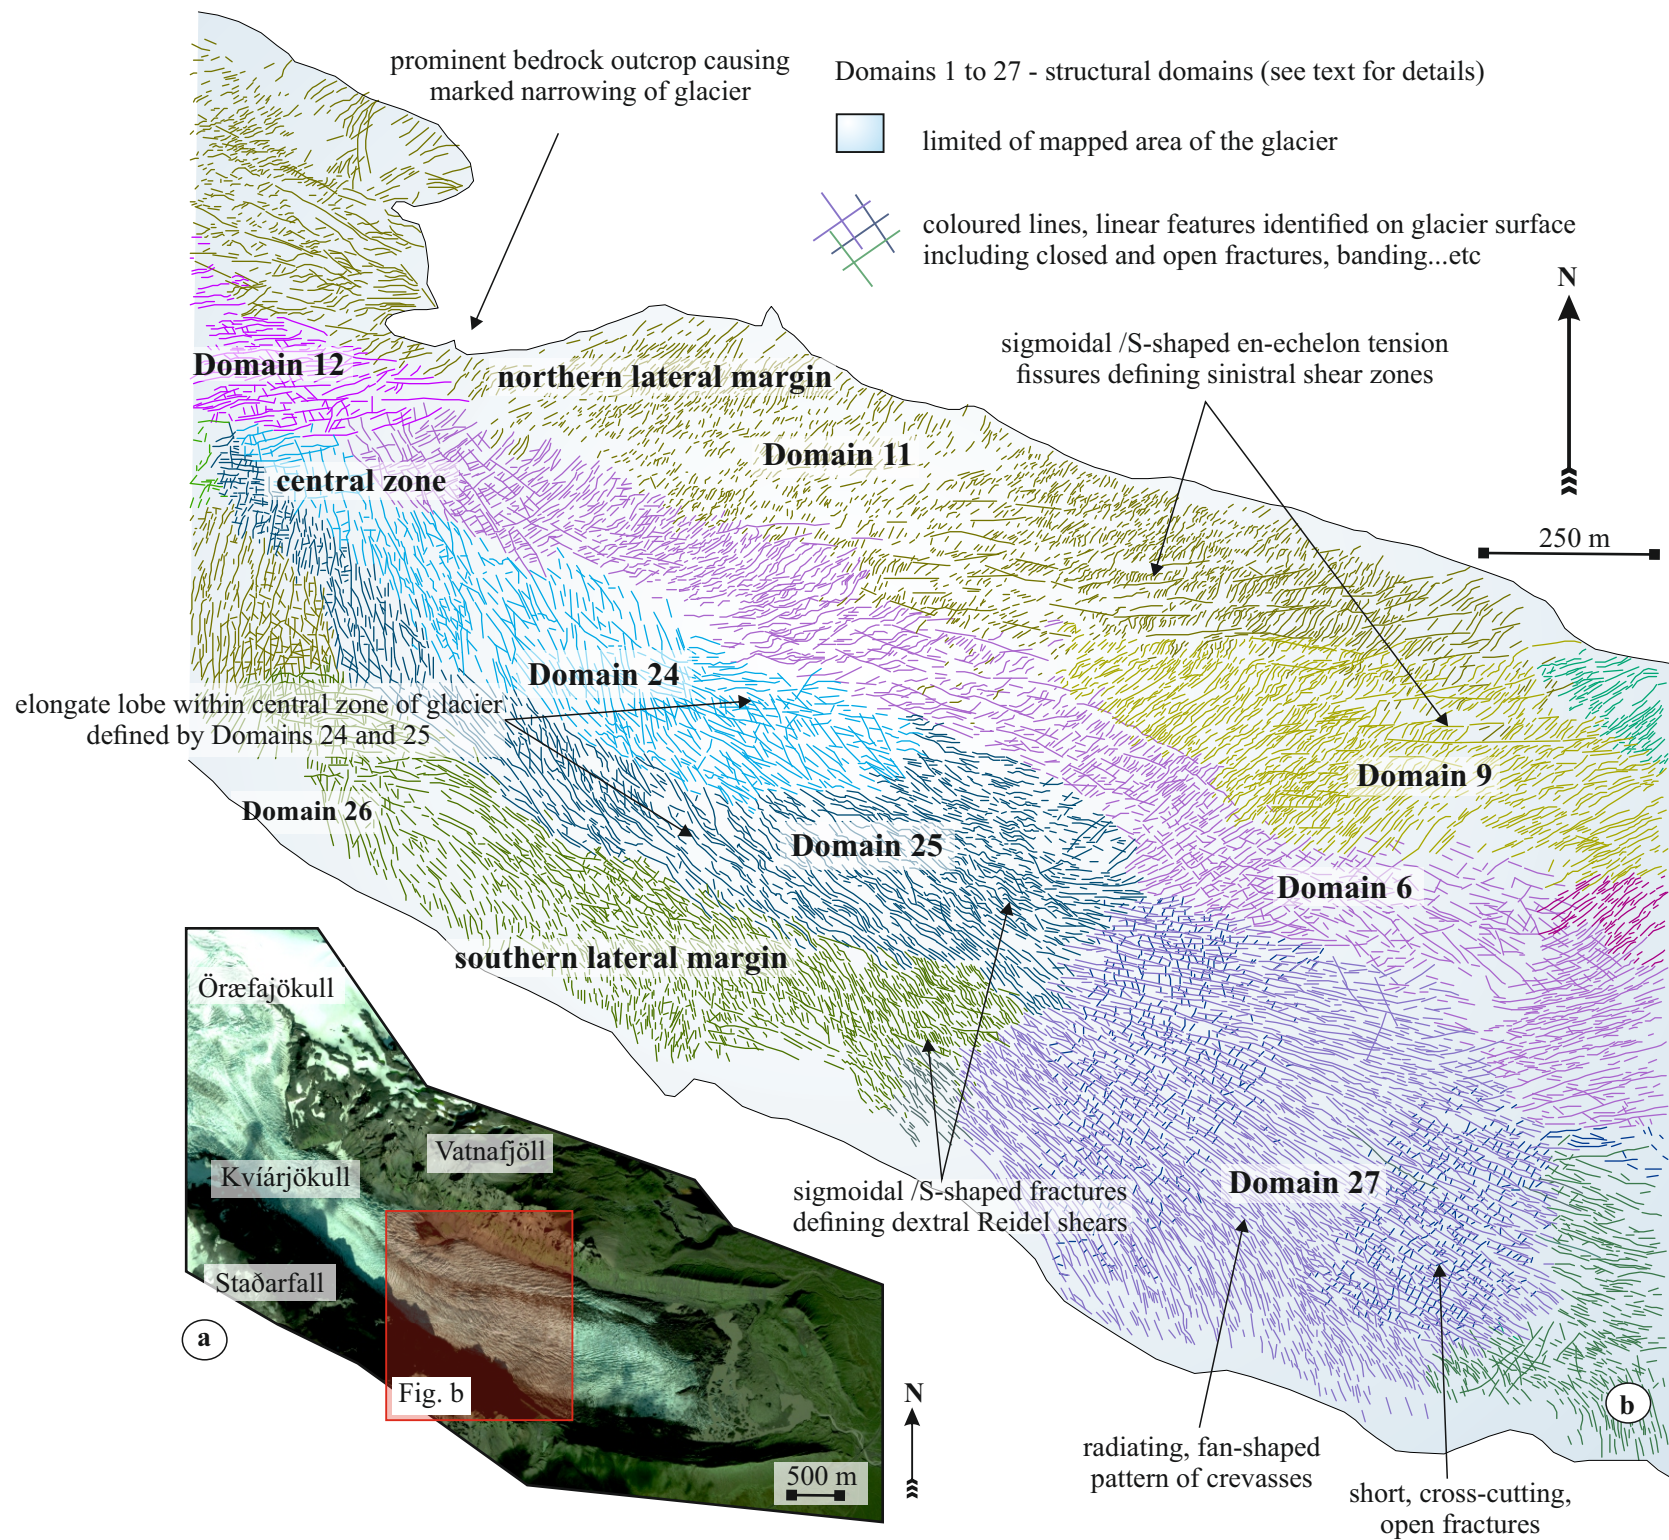 prominent bedrock outcrop causing
marked narrowing of glacier
Domains 1 to 27 - structural domains (see text for details)
limited of mapped area of the glacier
coloured lines, linear features identified on glacier surface
including closed and open fractures, banding...etc
N
sigmoidal /S-shaped en-echelon tension
fissures defining sinistral shear zones
250 m
Domain 12
northern lateral margin
Domain 11
central zone
Domain 24
elongate lobe within central zone of glacier
defined by Domains 24 and 25
Domain 9
Domain 26
Domain 25
Domain 6
southern lateral margin
Domain 27
sigmoidal /S-shaped fractures
defining dextral Reidel shears
radiating, fan-shaped
pattern of crevasses
short, cross-cutting,
open fractures
b
Öræfajökull
Vatnafjöll
Kvíárjökull
Staðarfall
a
Fig. b
N
500 m